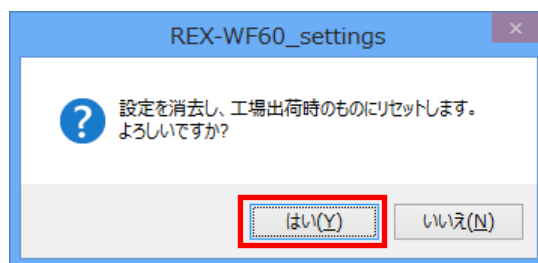 REX-WF60_settings
設定を消去し、工場出荷時のものにリセットします。
よろしいですか?
はい(Y)
いいえ(N)